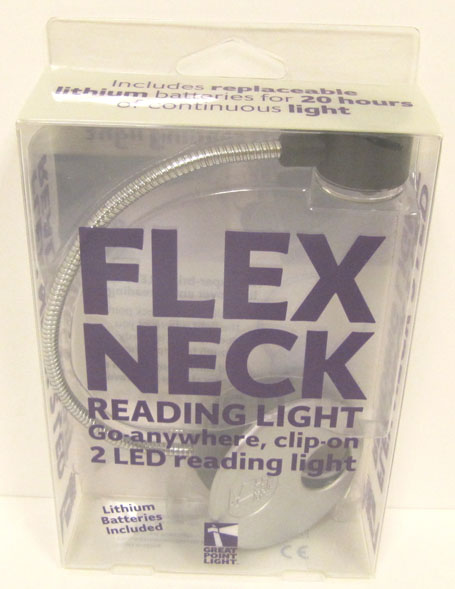 Includes replaceable
lithium batteries for 20 hours
of continuous light
FLEX
NECK
READING LIGHT
Go-anywhere, clip-on
2 LED reading light
Lithium
Batteries
Included
GREAT
POINT
LIGHT
CE